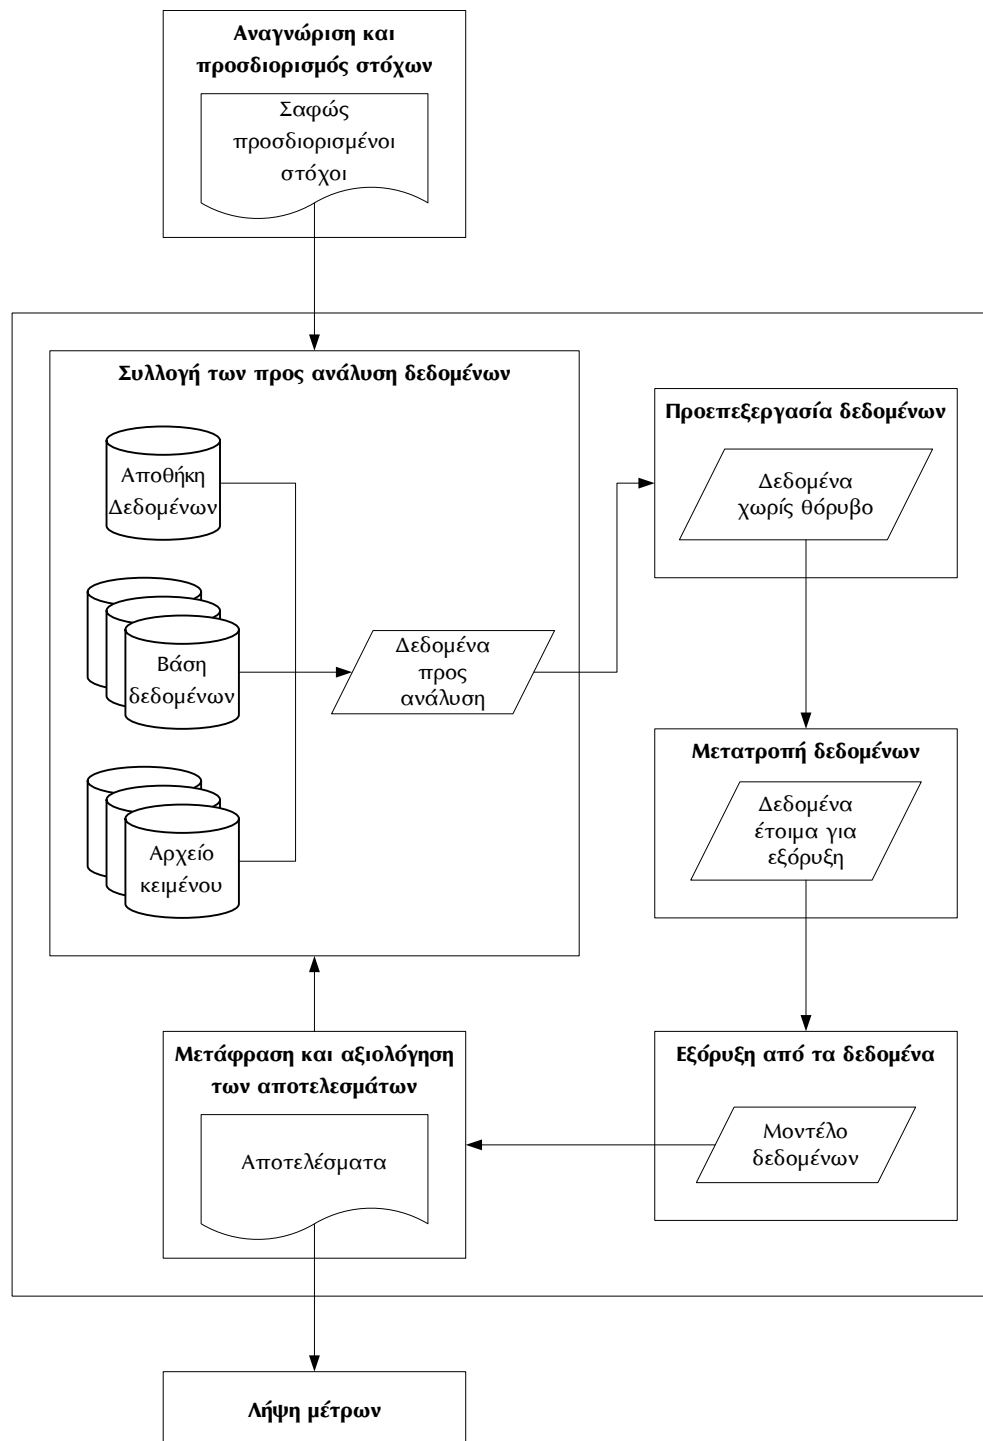 Αναγνώριση και
προσδιορισμός στόχων
Σαφώς
προσδιορισμένοι
στόχοι
Συλλογή των προς ανάλυση δεδομένων
Αποθήκη
Δεδομένων
Βάση
δεδομένων
Αρχείο
κειμένου
Δεδομένα
προς
ανάλυση
Προεπεξεργασία δεδομένων
Δεδομένα
χωρίς θόρυβο
Μετατροπή δεδομένων
Δεδομένα
έτοιμα για
εξόρυξη
Εξόρυξη από τα δεδομένα
Μοντέλο
δεδομένων
Μετάφραση και αξιολόγηση
των αποτελεσμάτων
Αποτελέσματα
Λήψη μέτρων